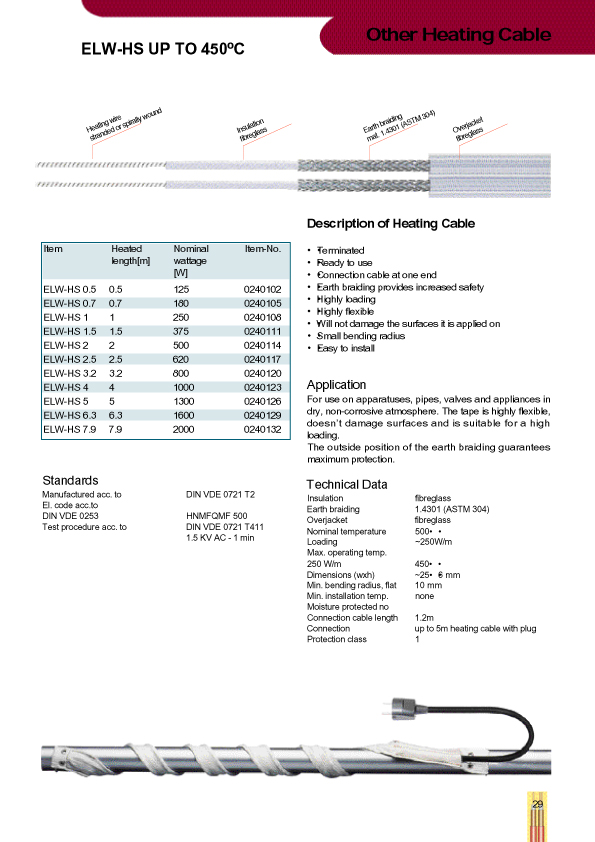 Other Heating Cable
ELW-HS UP TO 450ºC
Heating wire
stranded or spirally wound
Insulation
fibreglass
Earth braiding
mat. 1.4301 (ASTM 304)
Overjacket
fibreglass
Item Heated length[m] Nominal wattage [W] Item-No.
ELW-HS 0.5 0.5 125 0240102
ELW-HS 0.7 0.7 180 0240105
ELW-HS 1 1 250 0240108
ELW-HS 1.5 1.5 375 0240111
ELW-HS 2 2 500 0240114
ELW-HS 2.5 2.5 620 0240117
ELW-HS 3.2 3.2 800 0240120
ELW-HS 4 4 1000 0240123
ELW-HS 5 5 1300 0240126
ELW-HS 6.3 6.3 1600 0240129
ELW-HS 7.9 7.9 2000 0240132
Standards
Manufactured acc. to DIN VDE 0721 T2
El. code acc.to
DIN VDE 0253 HNMFQMF 500
Test procedure acc. to DIN VDE 0721 T411
1.5 KV AC - 1 min
Description of Heating Cable
• Terminated
• Ready to use
• Connection cable at one end
• Earth braiding provides increased safety
• Highly loading
• Highly flexible
• Will not damage the surfaces it is applied on
• Small bending radius
• Easy to install
Application
For use on apparatuses, pipes, valves and appliances in
dry, non-corrosive atmosphere. The tape is highly flexible,
doesn't damage surfaces and is suitable for a high
loading.
The outside position of the earth braiding guarantees
maximum protection.
Technical Data
Insulation fibreglass
Earth braiding 1.4301 (ASTM 304)
Overjacket fibreglass
Nominal temperature 500• •
Loading ~250W/m
Max. operating temp.
250 W/m 450• •
Dimensions (wxh) ~25• 6 mm
Min. bending radius, flat 10 mm
Min. installation temp. none
Moisture protected no
Connection cable length 1.2m
Connection up to 5m heating cable with plug
Protection class 1
29